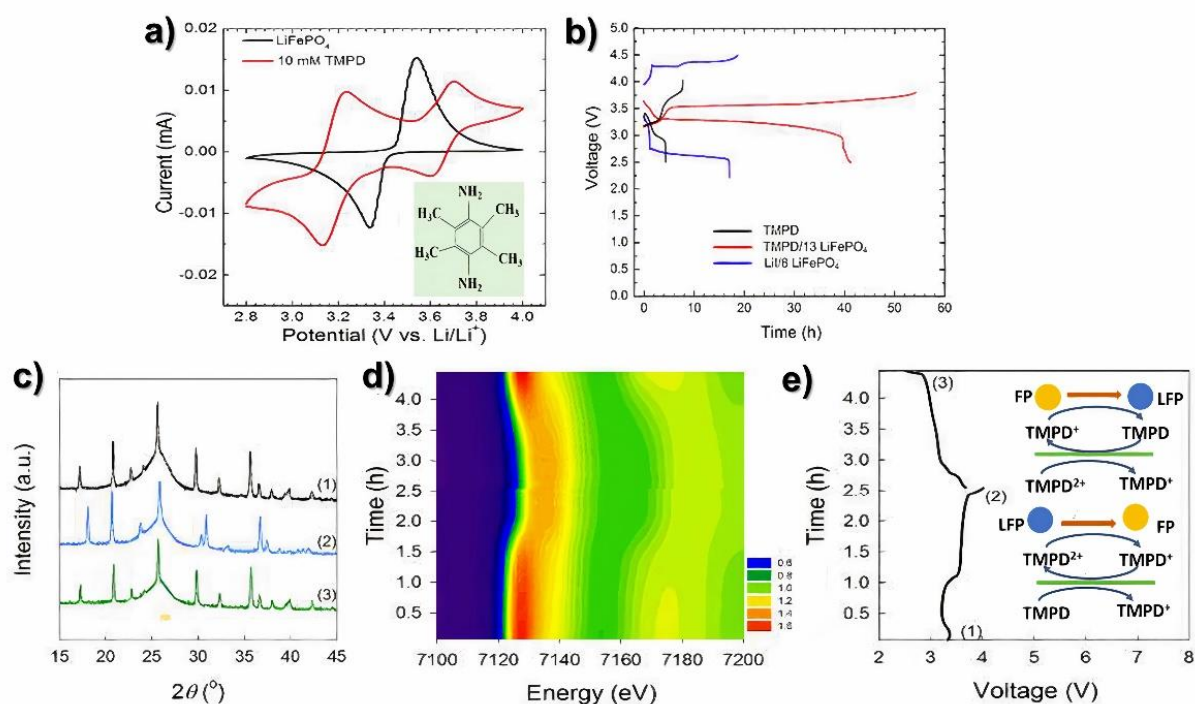 a)
LiFePO4
10 mM TMPD
0.02
0.01
0.00
-0.01
-0.02
Current (mA)
2.8 3.0 3.2 3.4 3.6 3.8 4.0
Potential (V vs. Li/Li+)
NH2
H3C CH3
H3C CH3
NH2
b)
5.0
4.5
4.0
3.5
3.0
2.5
2.0
1.5
1.0
0.5
0.0
Voltage (V)
TMPD
TMPD/13 LiFePO4
LiI/6 LiFePO4
0 10 20 30 40 50 60
Time (h)
c)
Intensity (a.u.)
(1)
(2)
(3)
15 20 25 30 35 40 45
2θ (°)
d)
4.0
3.5
3.0
2.5
2.0
1.5
1.0
0.5
Time (h)
0.6
0.8
1.0
1.2
1.4
1.6
7100 7120 7140 7160 7180 7200
Energy (eV)
e)
4.0
3.5
3.0
2.5
2.0
1.5
1.0
0.5
Time (h)
(3)
FP LFP
TMPD+ TMPD
TMPD2+ TMPD+
(2)
LFP FP
TMPD2+ TMPD+
TMPD TMPD+
(1)
2 3 4 5 6 7 8
Voltage (V)